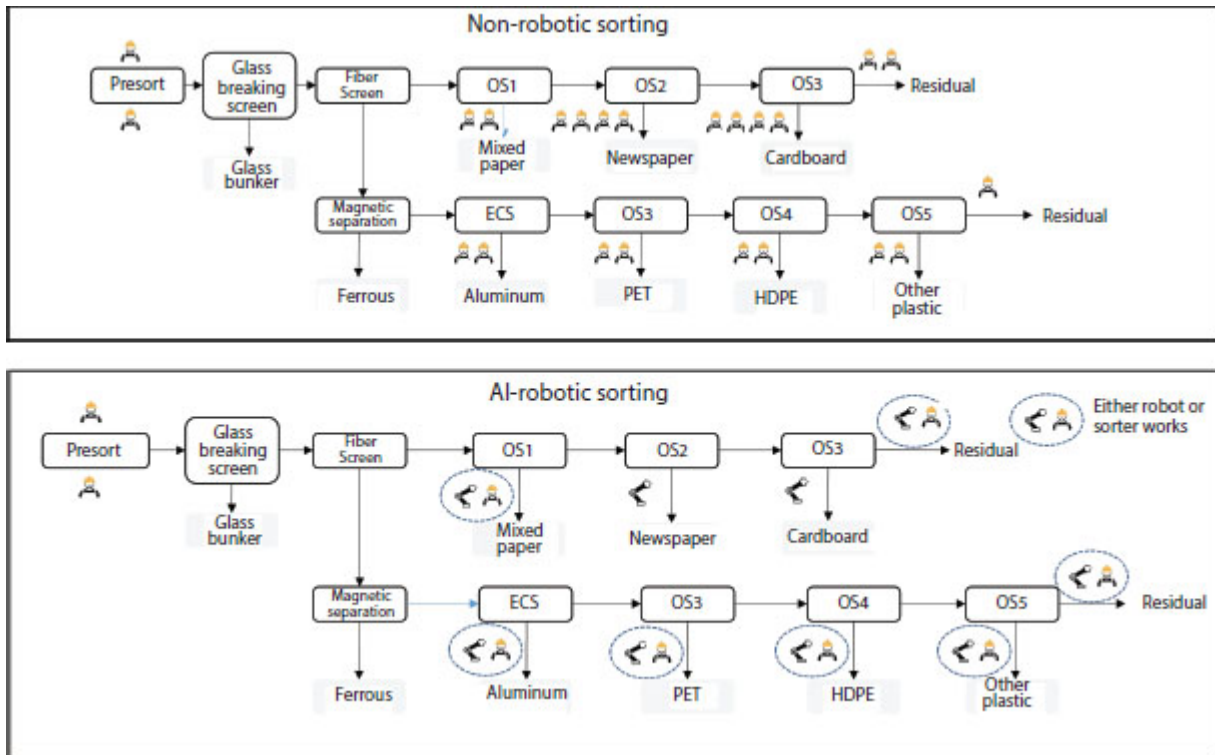 Non-robotic sorting
Presort
Glass
breaking
screen
Fiber
Screen
OS1
OS2
OS3
Residual
Glass
bunker
Mixed
paper
Newspaper
Cardboard
Magnetic
separation
ECS
OS3
OS4
OS5
Residual
Ferrous
Aluminum
PET
HDPE
Other
plastic
AI-robotic sorting
Either robot or
sorter works
Presort
Glass
breaking
screen
Fiber
Screen
OS1
OS2
OS3
Residual
Glass
bunker
Mixed
paper
Newspaper
Cardboard
Magnetic
separation
ECS
OS3
OS4
OS5
Residual
Ferrous
Aluminum
PET
HDPE
Other
plastic